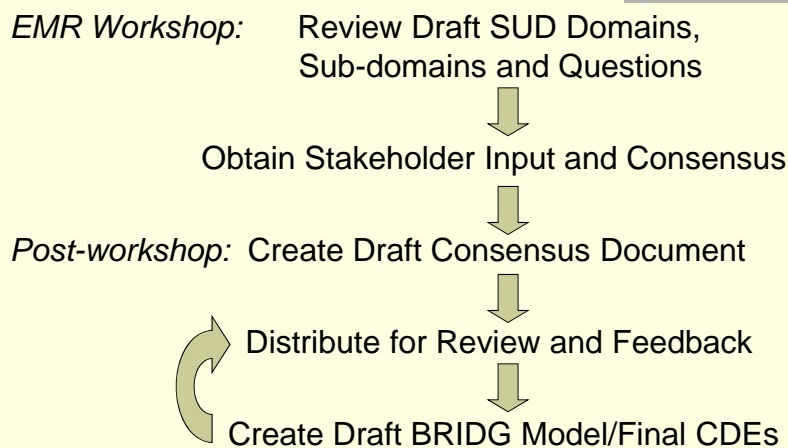 EMR Workshop: Review Draft SUD Domains,
Sub-domains and Questions
Obtain Stakeholder Input and Consensus
Post-workshop: Create Draft Consensus Document
Distribute for Review and Feedback
Create Draft BRIDG Model/Final CDEs